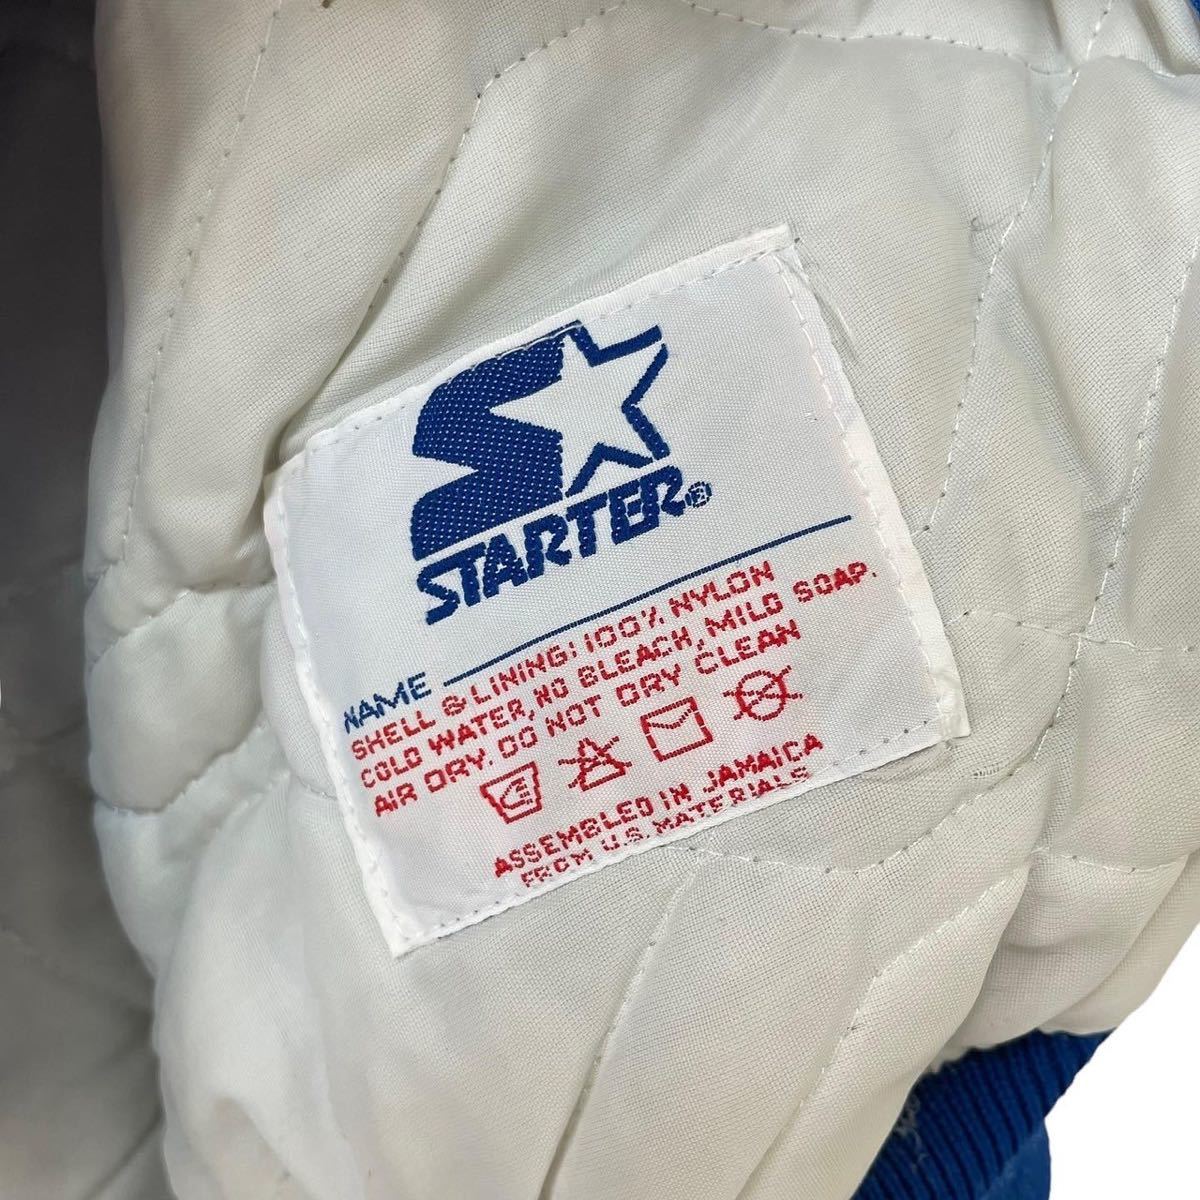 STARTER®
NAME
SHELL & LINING: 100% NYLON
COLD WATER, NO BLEACH, MILD SOAP.
AIR DRY. DO NOT DRY CLEAN
ASSEMBLED IN JAMAICA
FROM U.S. MATERIALS